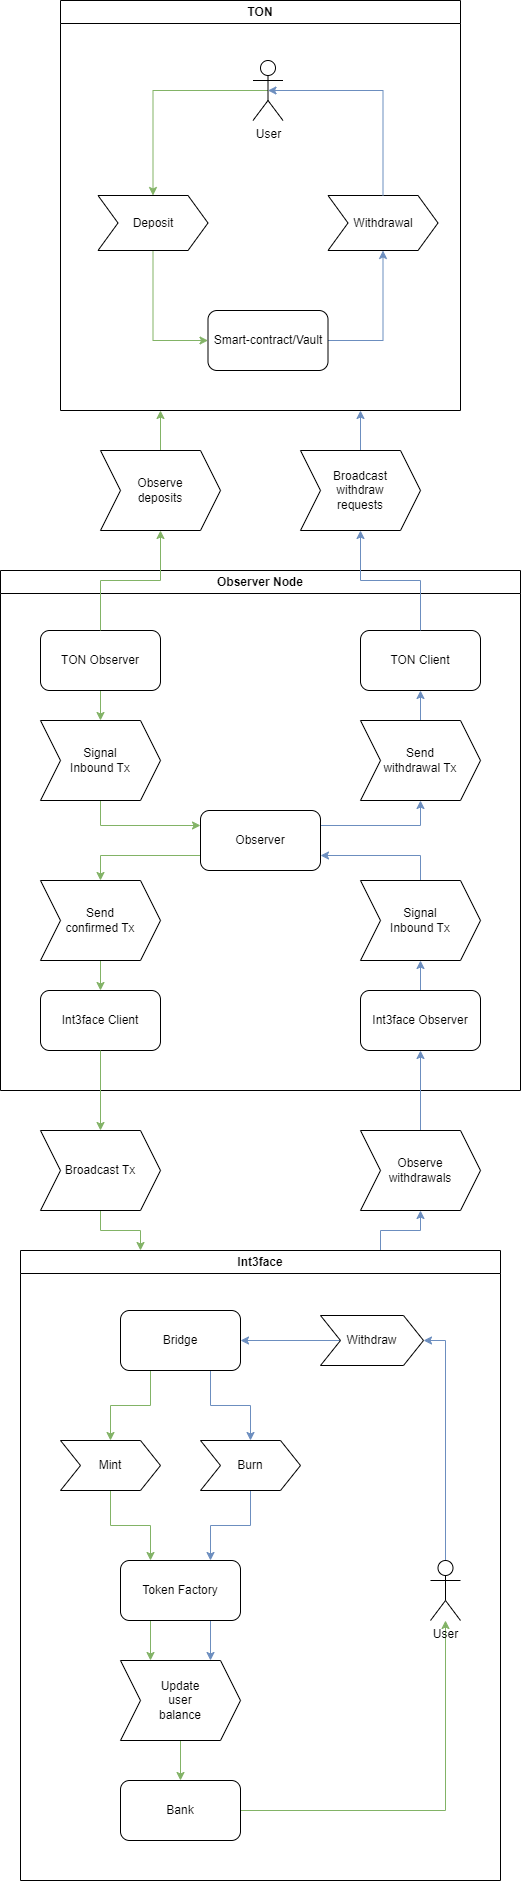 TON
User
Deposit
Withdrawal
Smart-contract/Vault
Observe
deposits
Broadcast
withdraw
requests
Observer Node
TON Observer
TON Client
Signal
Inbound Tx
Send
withdrawal Tx
Observer
Send
confirmed Tx
Signal
Inbound Tx
Int3face Client
Int3face Observer
Broadcast Tx
Observe
withdrawals
Int3face
Bridge
Withdraw
Mint
Burn
Token Factory
User
Update
user
balance
Bank